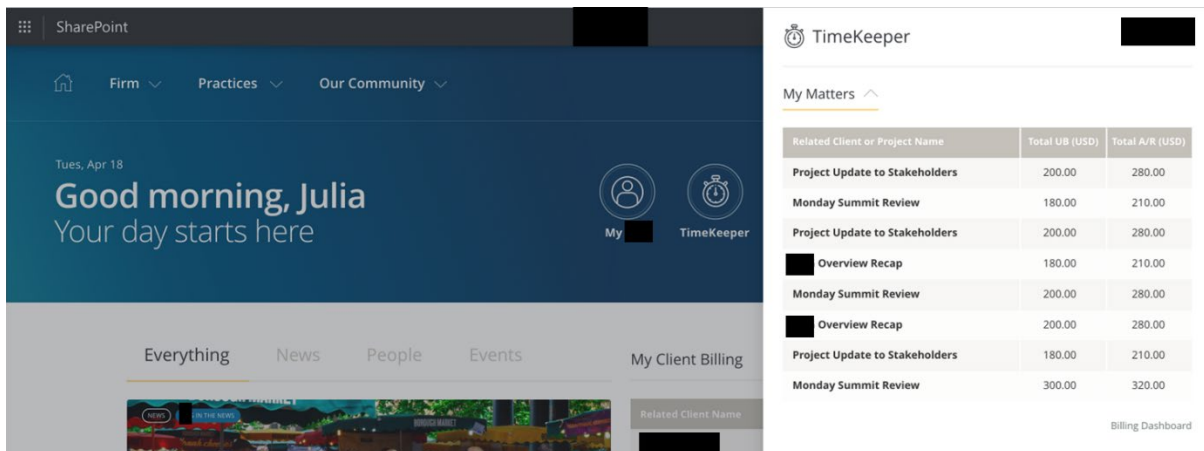 SharePoint
Firm
Practices
Our Community
Tues, Apr 18
Good morning, Julia
Your day starts here
My
TimeKeeper
Everything
News
People
Events
NEWS
IN THE NEWS
BOROUGH MARKET
My Client Billing
Related Client Name
TimeKeeper
My Matters
Related Client or Project Name Total UB (USD) Total A/R (USD)
Project Update to Stakeholders 200.00 280.00
Monday Summit Review 180.00 210.00
Project Update to Stakeholders 200.00 280.00
Overview Recap 180.00 210.00
Monday Summit Review 200.00 280.00
Overview Recap 200.00 280.00
Project Update to Stakeholders 180.00 210.00
Monday Summit Review 300.00 320.00
Billing Dashboard